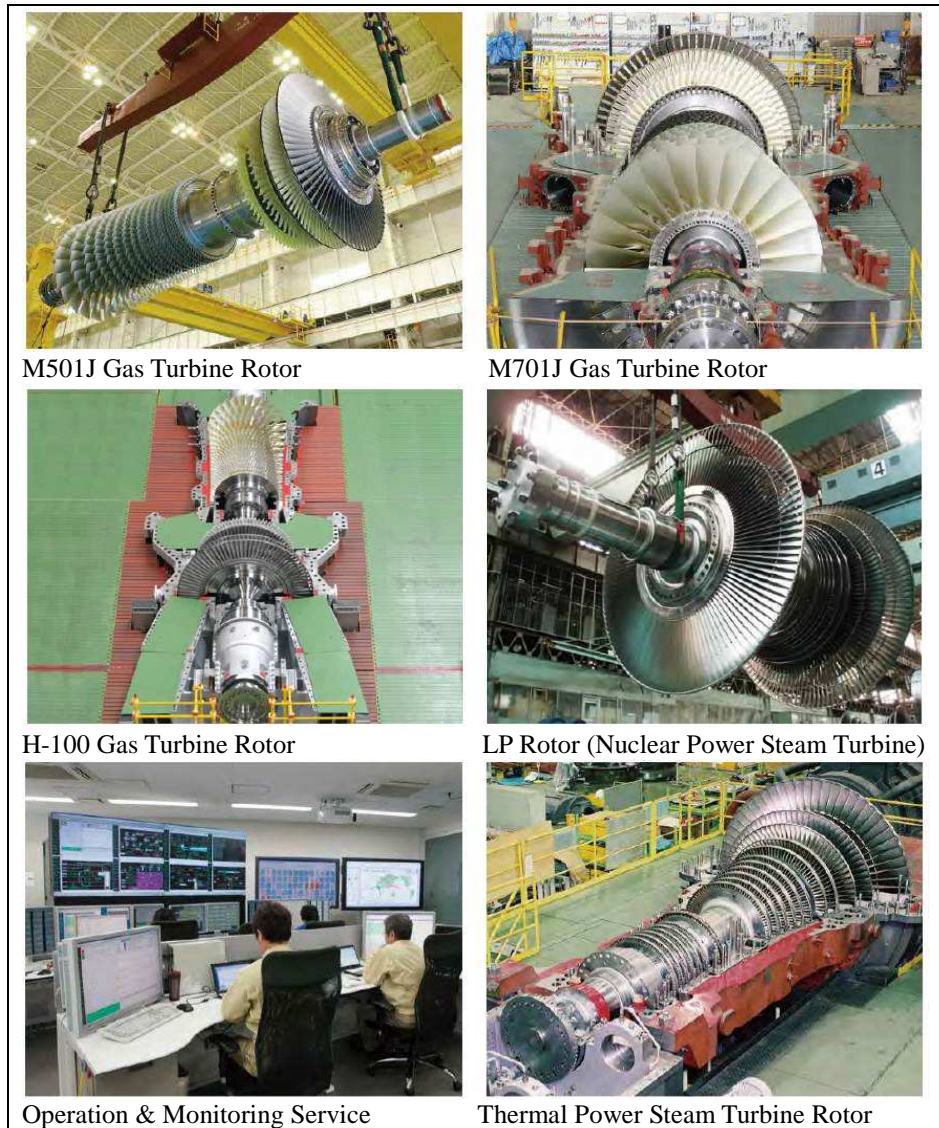 M501J Gas Turbine Rotor
M701J Gas Turbine Rotor
H-100 Gas Turbine Rotor
4
LP Rotor (Nuclear Power Steam Turbine)
Operation & Monitoring Service
Thermal Power Steam Turbine Rotor